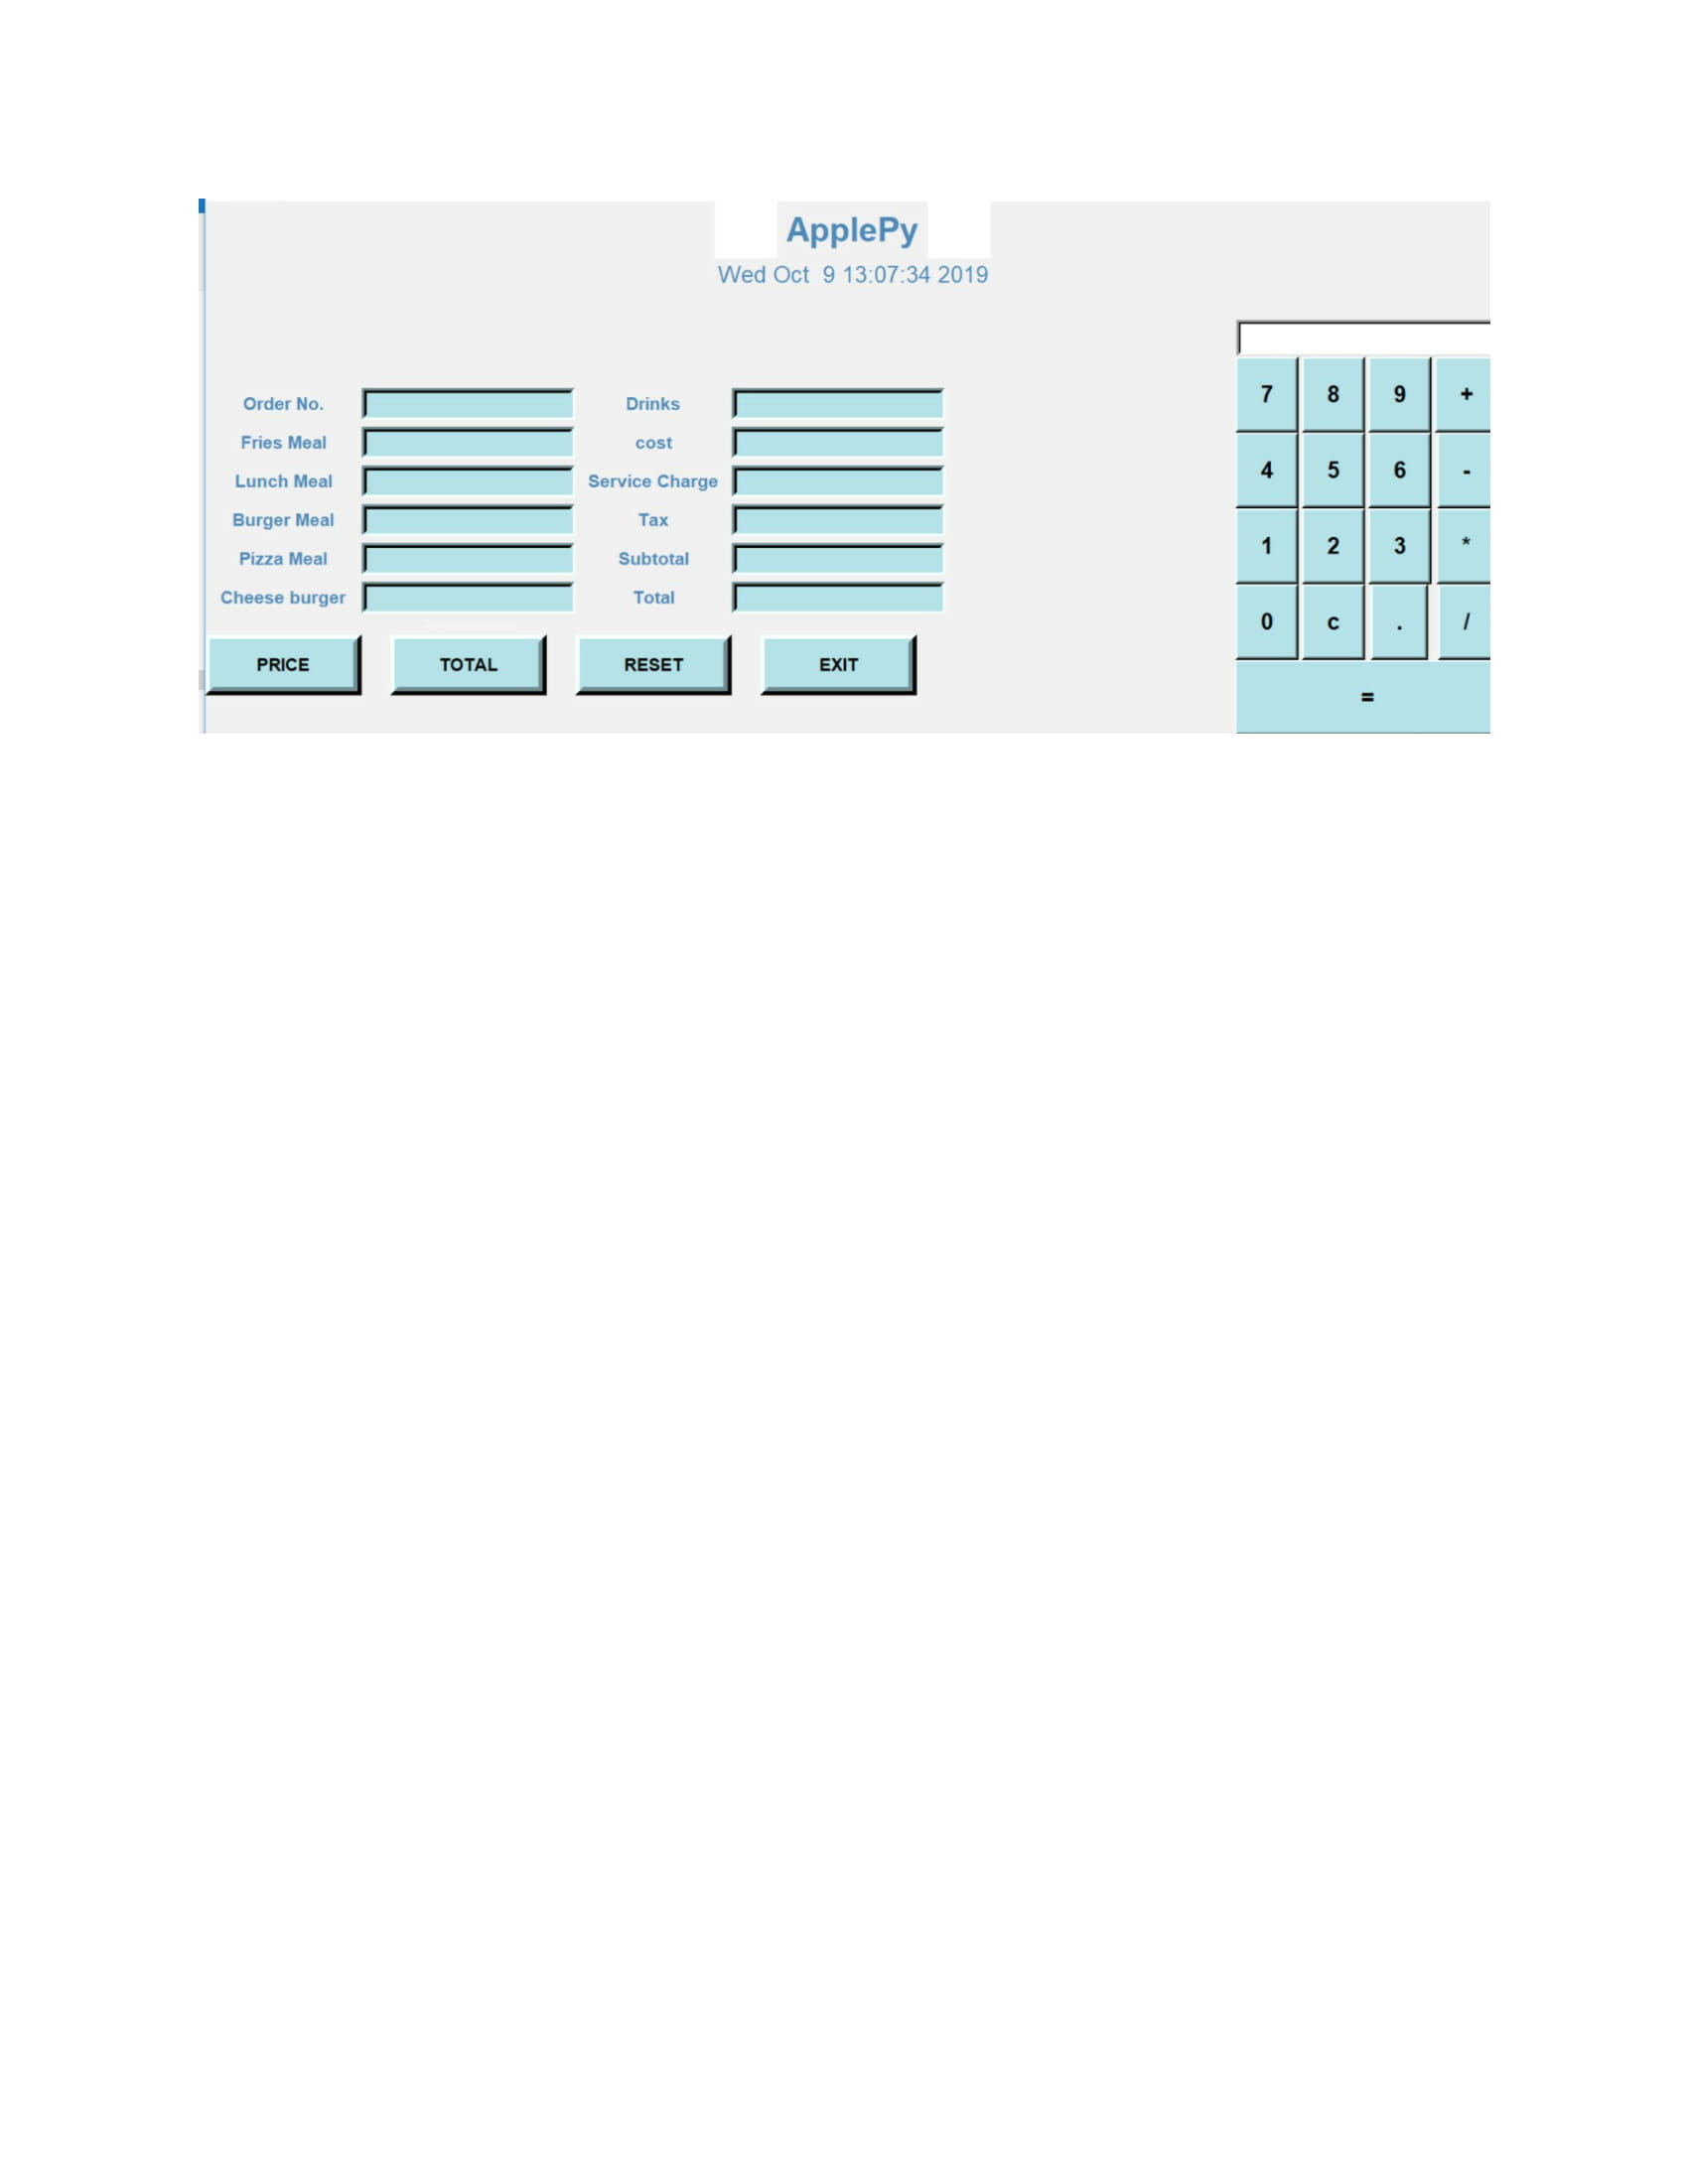 ApplePy
Wed Oct  9 13:07:34 2019
Order No.
Drinks
Fries Meal
cost
Lunch Meal
Service Charge
Burger Meal
Tax
Pizza Meal
Subtotal
Cheese burger
Total
PRICE
TOTAL
RESET
EXIT
7 8 9 +
4 5 6 -
1 2 3 *
0 c . /
=